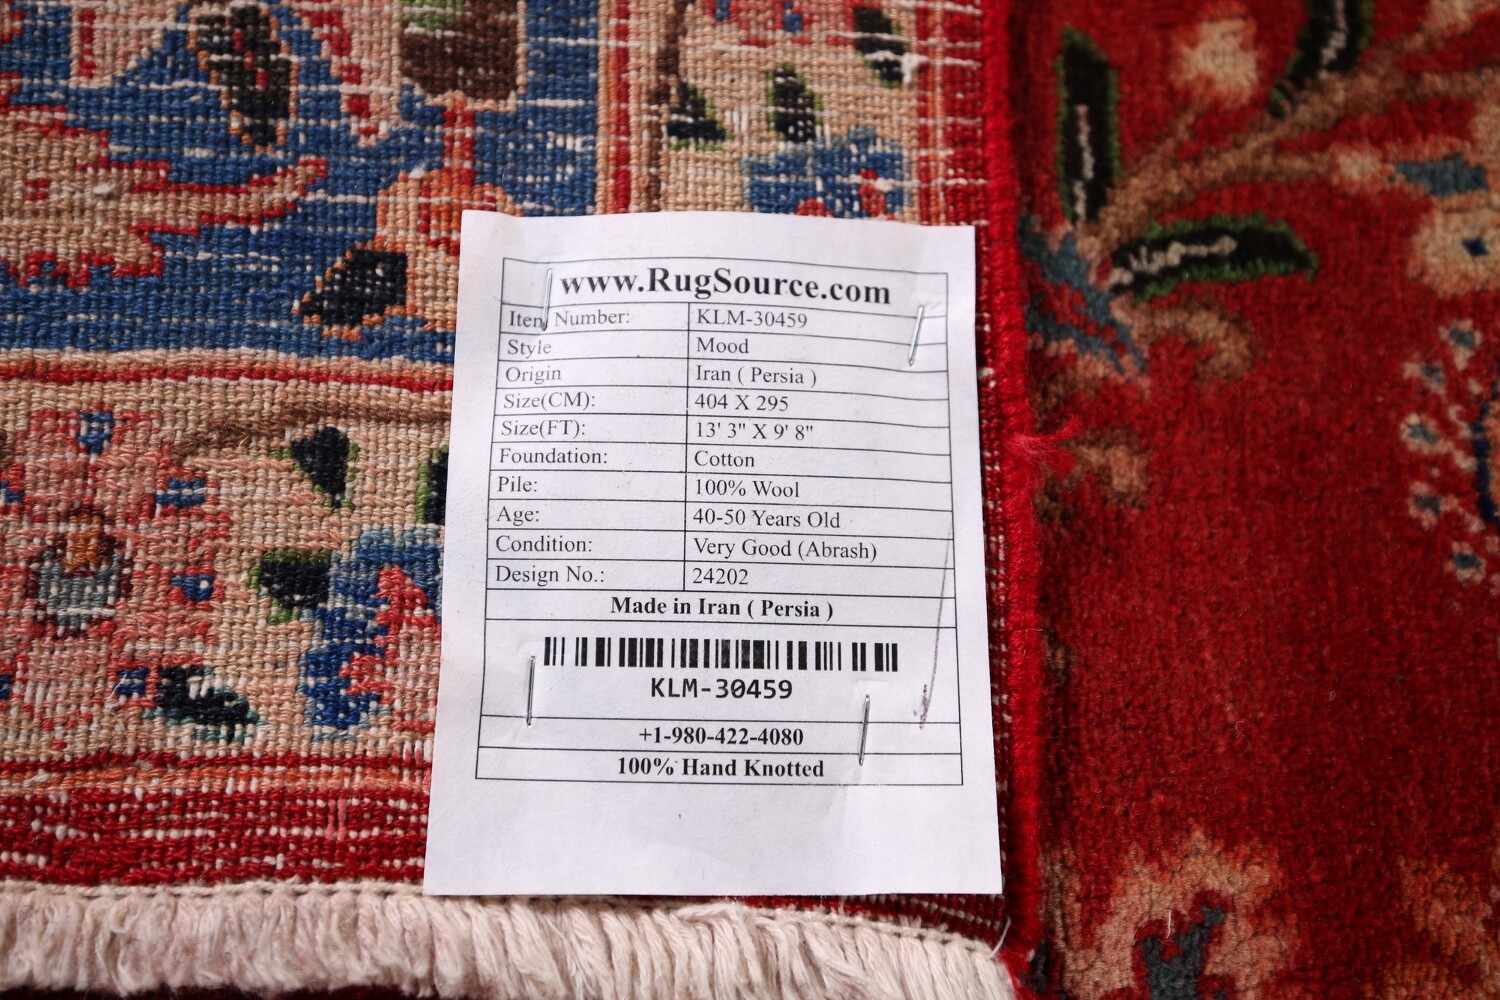 www.RugSource.com
Item Number: KLM-30459
Style Mood
Origin Iran ( Persia )
Size(CM): 404 X 295
Size(FT): 13' 3" X 9' 8"
Foundation: Cotton
Pile: 100% Wool
Age: 40-50 Years Old
Condition: Very Good (Abrash)
Design No.: 24202
Made in Iran ( Persia )
KLM-30459
+1-980-422-4080
100% Hand Knotted